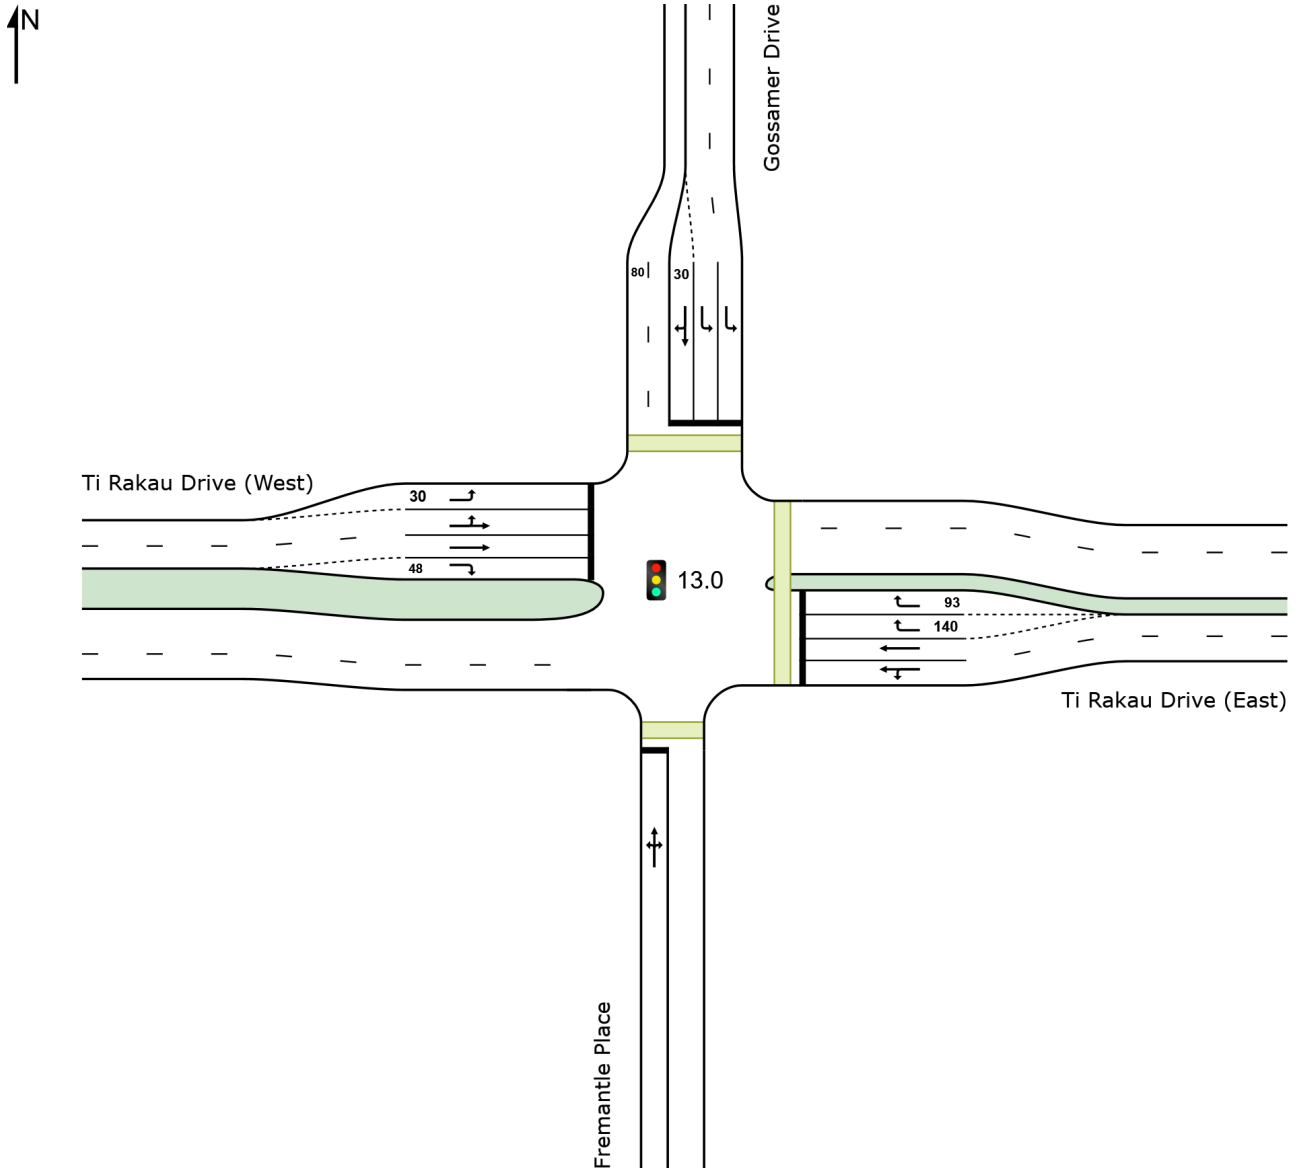 N
Gossamer Drive
80
30
Ti Rakau Drive (West)
30
48
13.0
93
140
Ti Rakau Drive (East)
Fremantle Place